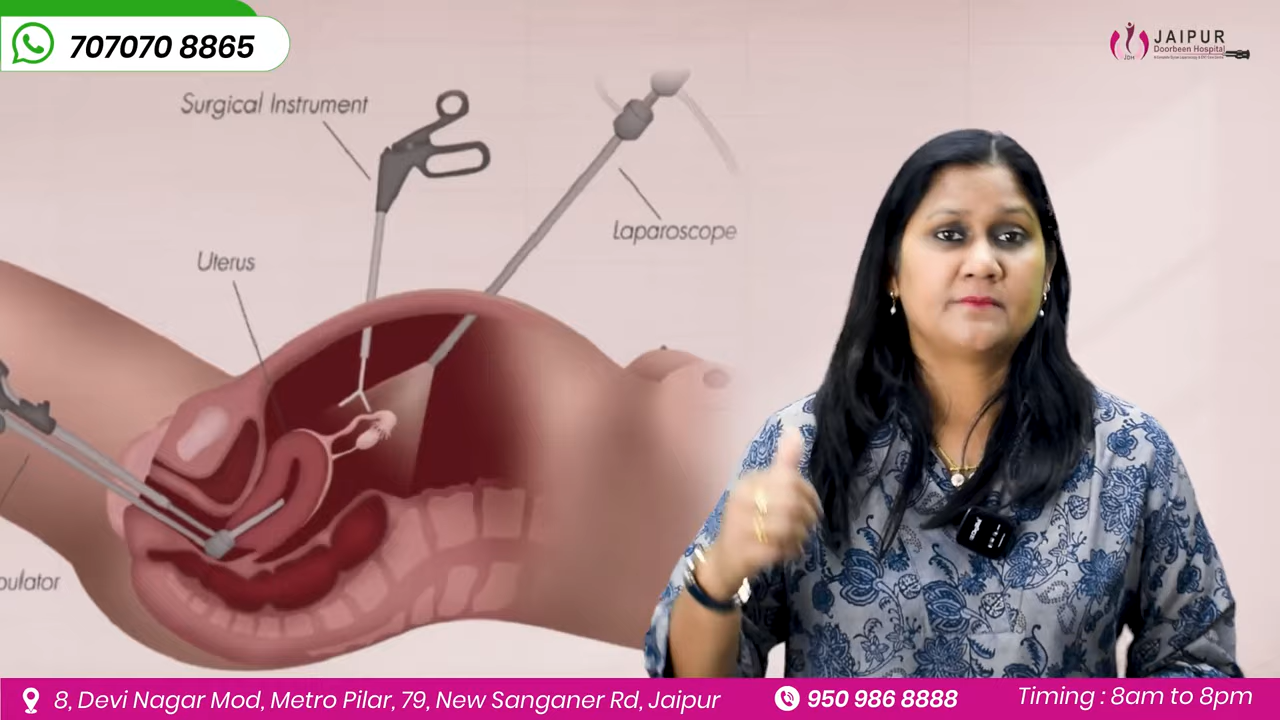 707070 8865
JAIPUR
Doorbeen Hospital
JDH
Surgical Instrument
Laparoscope
Uterus
pulator
8, Devi Nagar Mod, Metro Pilar, 79, New Sanganer Rd, Jaipur
950 986 8888
Timing : 8am to 8pm